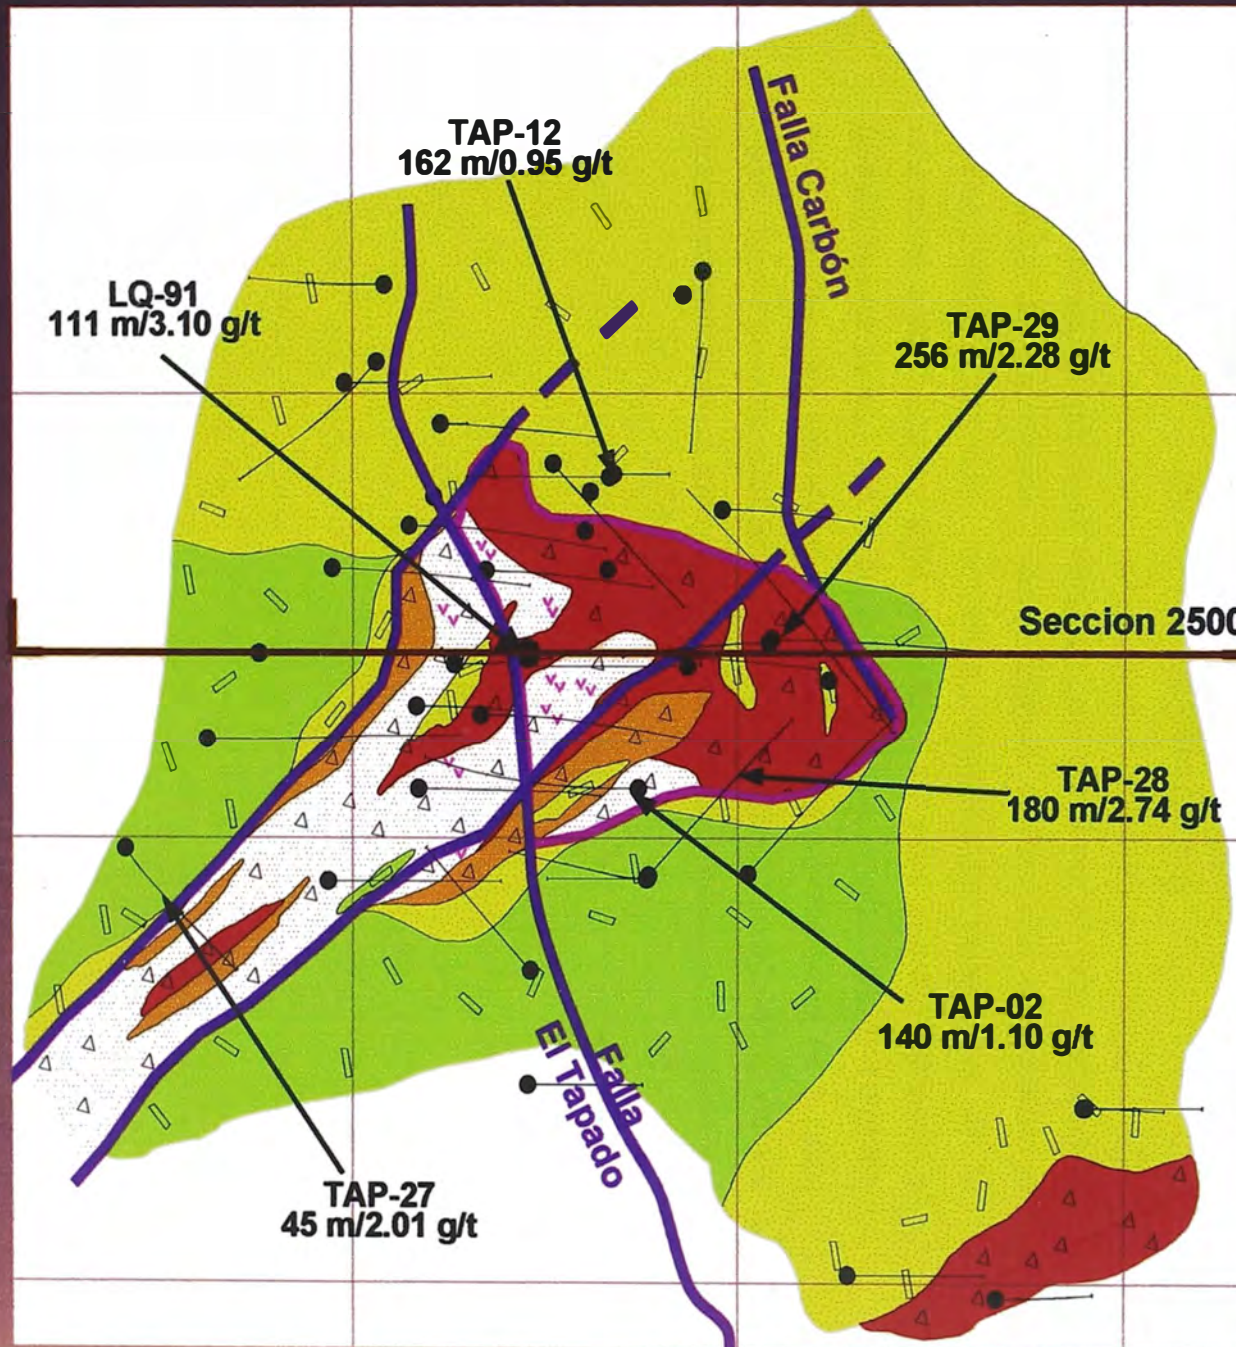 TAP-12
162 m/0.95 g/t
Falla Carbón
LQ-91
111 m/3.10 g/t
TAP-29
256 m/2.28 g/t
Seccion 2500
TAP-28
180 m/2.74 g/t
TAP-02
140 m/1.10 g/t
Falla
El Tapado
TAP-27
45 m/2.01 g/t